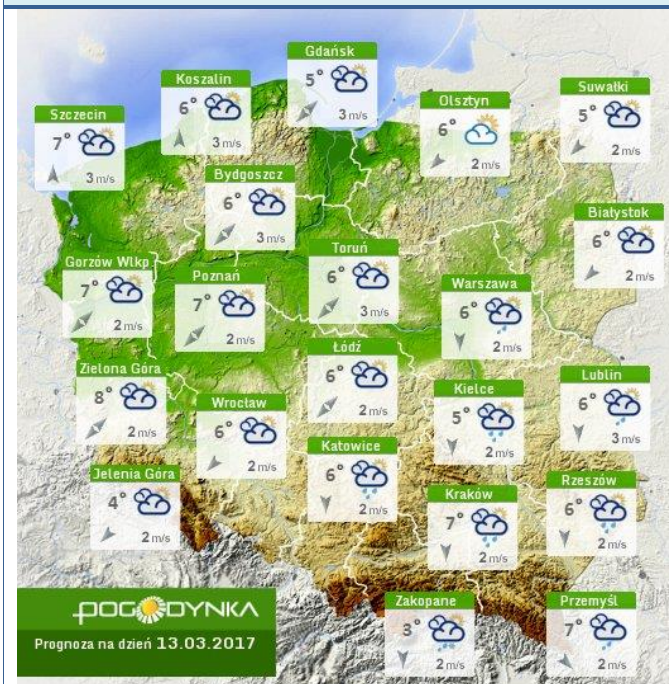 Gdańsk
5°
3 m/s
Koszalin
6°
3 m/s
Suwałki
5°
2 m/s
Olsztyn
6°
2 m/s
Szczecin
7°
3 m/s
Bydgoszcz
6°
3 m/s
Białystok
6°
2 m/s
Toruń
6°
3 m/s
Gorzów Wlkp
7°
2 m/s
Poznań
7°
2 m/s
Warszawa
6°
2 m/s
Łódź
6°
2 m/s
Zielona Góra
8°
2 m/s
Lublin
6°
3 m/s
Kielce
5°
2 m/s
Wrocław
6°
2 m/s
Katowice
6°
2 m/s
Jelenia Góra
4°
2 m/s
Rzeszów
6°
2 m/s
Kraków
7°
2 m/s
Zakopane
3°
2 m/s
Przemyśl
7°
2 m/s
POGODYNKA
Prognoza na dzień 13.03.2017